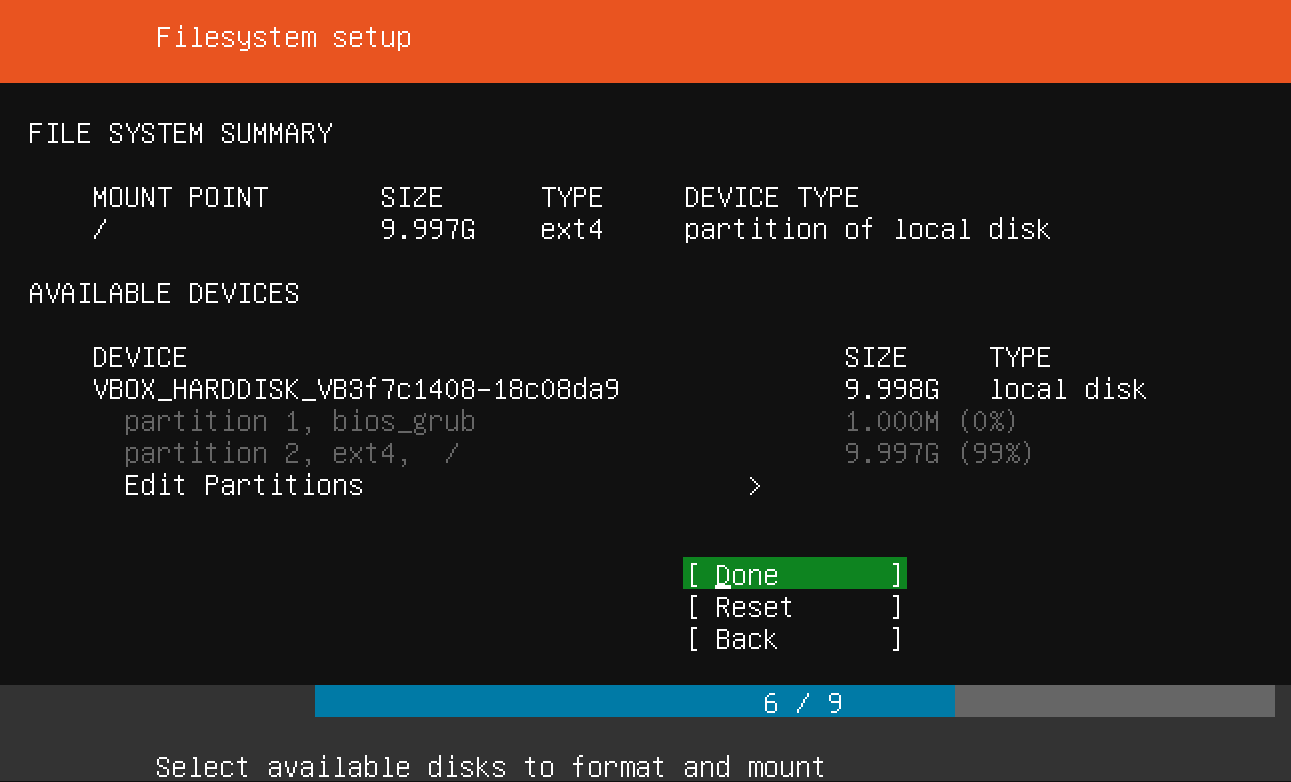 Filesystem setup
FILE SYSTEM SUMMARY
MOUNT POINT SIZE TYPE DEVICE TYPE
/ 9.997G ext4 partition of local disk
AVAILABLE DEVICES
DEVICE SIZE TYPE
VBOX_HARDDISK_VB3f7c1408-18c08da9 9.998G local disk
partition 1, bios_grub 1.000M (0%)
partition 2, ext4, / 9.997G (99%)
Edit Partitions >
[ Done ]
[ Reset ]
[ Back ]
6 / 9
Select available disks to format and mount